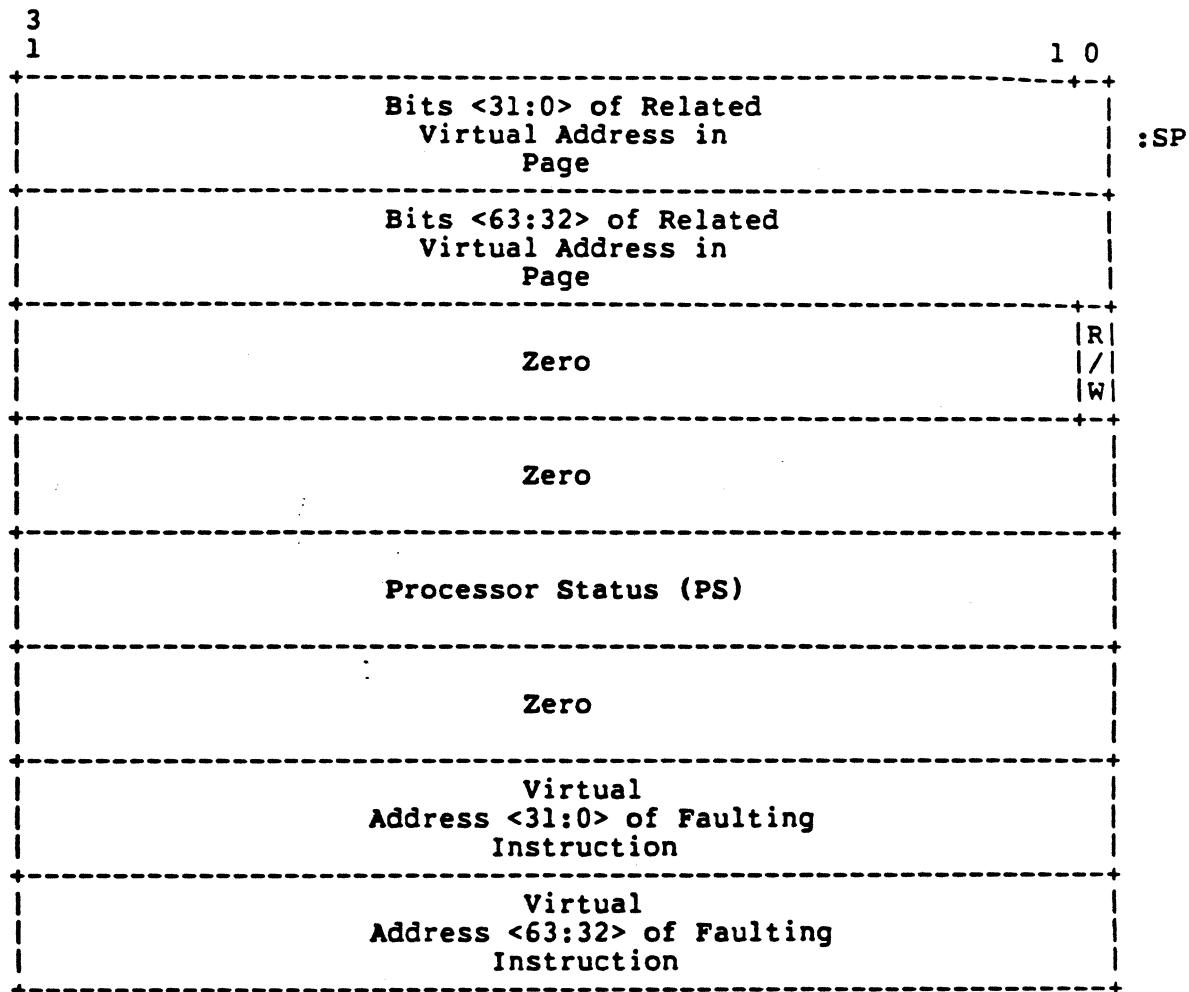 3
1 1 0
Bits <31:0> of Related
Virtual Address in
Page
:SP
Bits <63:32> of Related
Virtual Address in
Page
R
Zero /
W
Zero
Processor Status (PS)
Zero
Virtual
Address <31:0> of Faulting
Instruction
Virtual
Address <63:32> of Faulting
Instruction